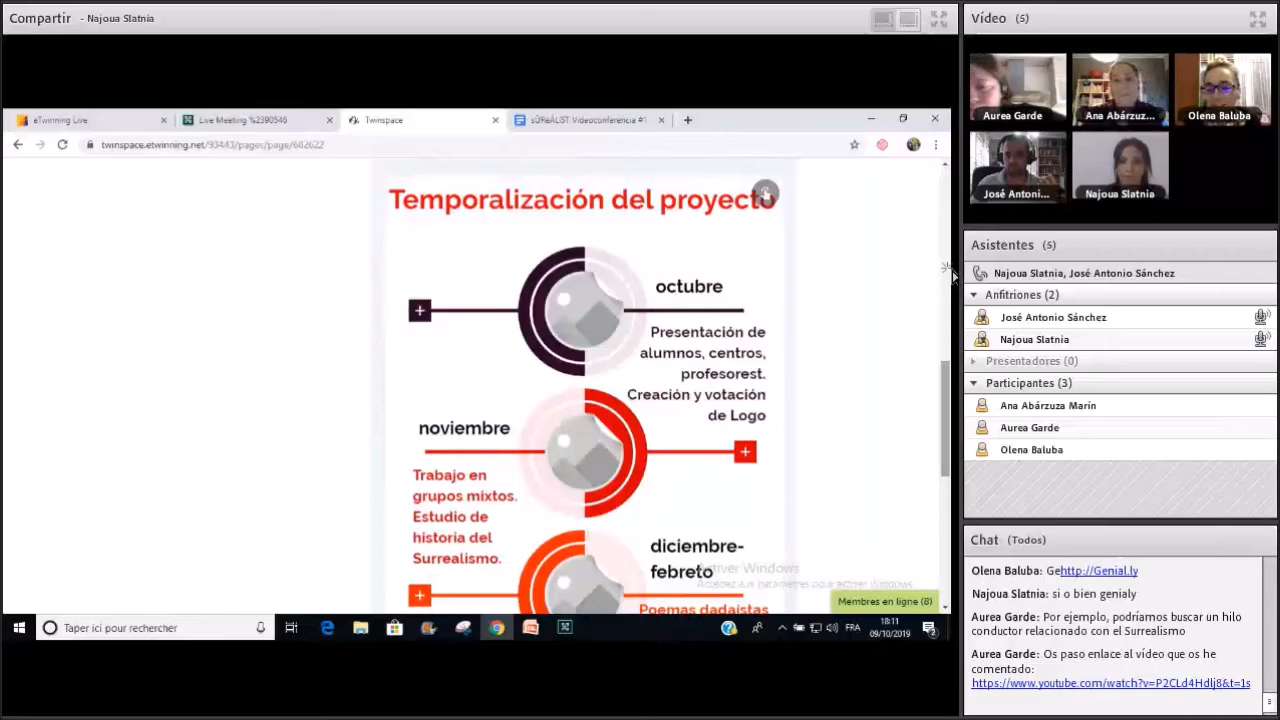 Compartir - Najoua Slatnia
eTwinning Live
Live Meeting %2390546
Twinspace
sUReALiST Videoconferencia #1
twinspace.etwinning.net/93443/pages/page/682622
Temporalización del proyecto
octubre
Presentación de
alumnos, centros,
profesorest.
Creación y votación
de Logo
noviembre
Trabajo en
grupos mixtos.
Estudio de
historia del
Surrealismo.
diciembre-
febreto
Poemas dadaístas
Activer Windows
Accédez aux paramètres pour activer Windows.
Membres en ligne (8)
Taper ici pour rechercher
FRA
18:11
09/10/2019
2
Vídeo (5)
Aurea Garde
Ana Abárzuz...
Olena Baluba
José Antoni...
Najoua Slatnia
Asistentes (5)
Najoua Slatnia, José Antonio Sánchez
Anfitriones (2)
José Antonio Sánchez
Najoua Slatnia
Presentadores (0)
Participantes (3)
Ana Abárzuza Marín
Aurea Garde
Olena Baluba
Chat (Todos)
Olena Baluba: Gehttp://Genial.ly
Najoua Slatnia: si o bien genialy
Aurea Garde: Por ejemplo, podríamos buscar un hilo
conductor relacionado con el Surrealismo
Aurea Garde: Os paso enlace al vídeo que os he
comentado:
https://www.youtube.com/watch?v=P2CLd4Hdlj8&t=1s